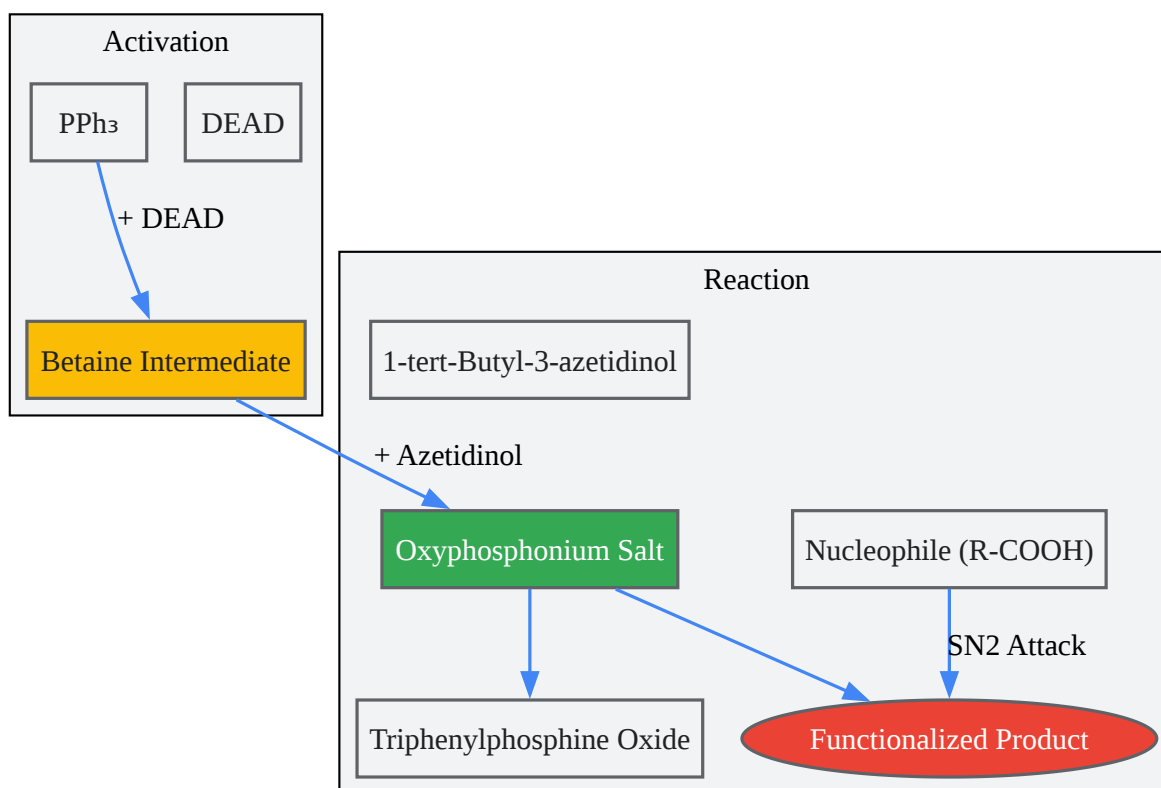 Activation
PPh₃
DEAD
+ DEAD
Betaine Intermediate
Reaction
1-tert-Butyl-3-azetidinol
+ Azetidinol
Oxyphosphonium Salt
Nucleophile (R-COOH)
SN2 Attack
Triphenylphosphine Oxide
Functionalized Product